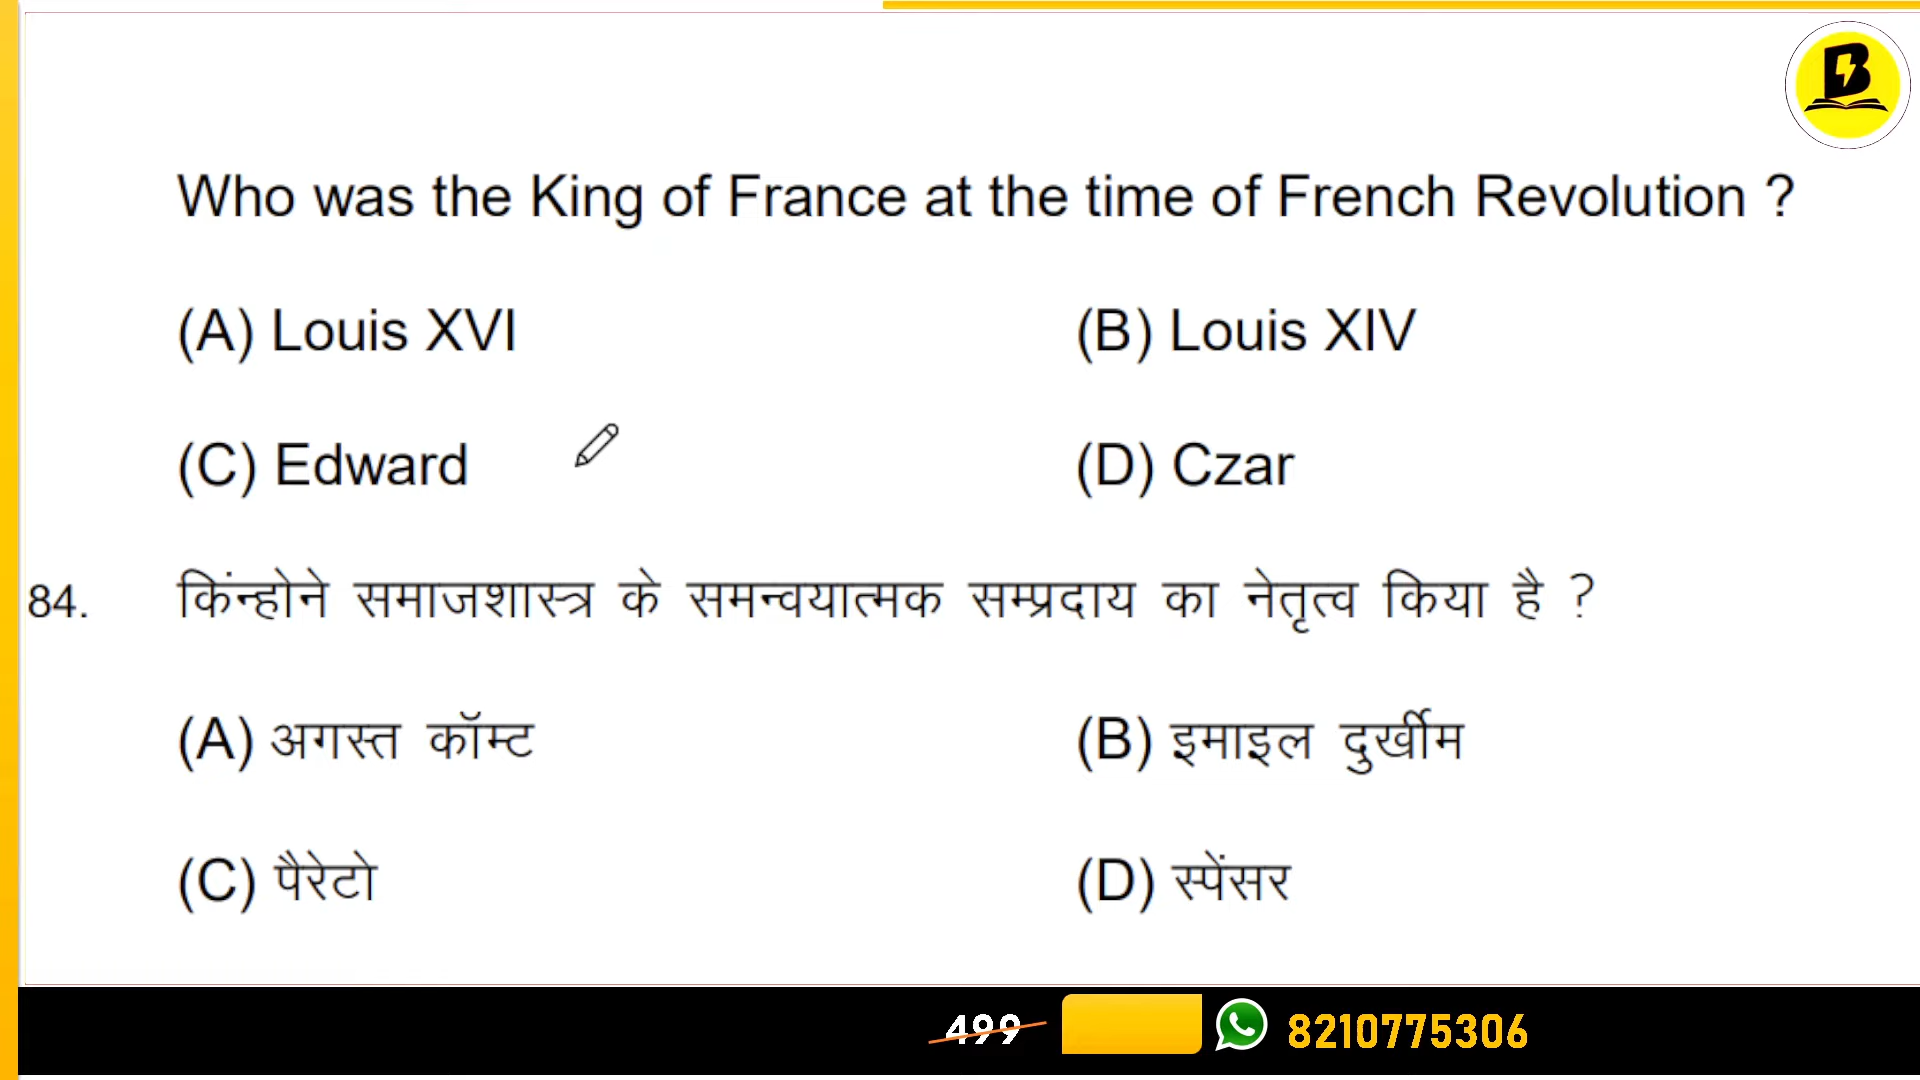 B
Who was the King of France at the time of French Revolution ?
(A) Louis XVI (B) Louis XIV
(C) Edward (D) Czar
84. किंन्होने समाजशास्त्र के समन्वयात्मक सम्प्रदाय का नेतृत्व किया है ?
(A) अगस्त कॉम्ट (B) इमाइल दुर्खीम
(C) पैरेटो (D) स्पेंसर
499 8210775306